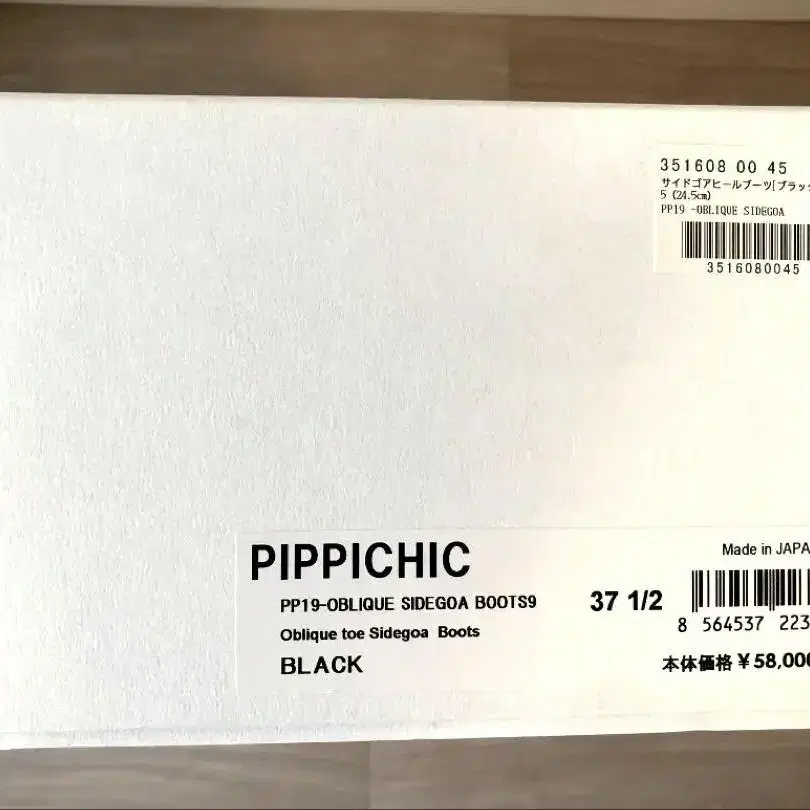 351608 00 45
サイドゴアヒールブーツ[ブラック
5 (24.5cm)
PP19 -OBLIQUE SIDEGOA
3516080045
PIPPICHIC
PP19-OBLIQUE SIDEGOA BOOTS9
Oblique toe Sidegoa Boots
BLACK
37 1/2
Made in JAPA
8 564537 223
本体価格 ¥58,000